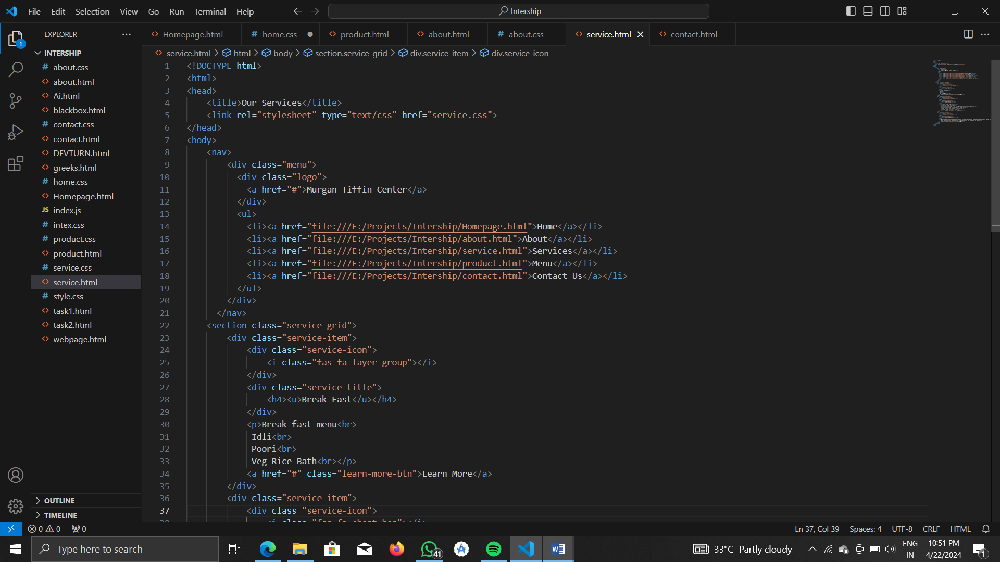 File Edit Selection View Go Run Terminal Help
Intership
EXPLORER
Homepage.html
home.css
product.html
about.html
about.css
service.html
contact.html
1
INTERSHIP
about.css
about.html
Ai.html
blackbox.html
contact.css
contact.html
DEVTURN.html
greeks.html
home.css
Homepage.html
JS index.js
intex.css
product.css
product.html
service.css
service.html
style.css
task1.html
task2.html
webpage.html
OUTLINE
TIMELINE
service.html > html > body > section.service-grid > div.service-item > div.service-icon
1 <!DOCTYPE html>
2 <html>
3 <head>
4 <title>Our Services</title>
5 <link rel="stylesheet" type="text/css" href="service.css">
6 </head>
7 <body>
8 <nav>
9 <div class="menu">
10 <div class="logo">
11 <a href="#">Murgan Tiffin Center</a>
12 </div>
13 <ul>
14 <li><a href="file:///E:/Projects/Intership/Homepage.html">Home</a></li>
15 <li><a href="file:///E:/Projects/Intership/about.html">About</a></li>
16 <li><a href="file:///E:/Projects/Intership/service.html">Services</a></li>
17 <li><a href="file:///E:/Projects/Intership/product.html">Menu</a></li>
18 <li><a href="file:///E:/Projects/Intership/contact.html">Contact Us</a></li>
19 </ul>
20 </div>
21 </nav>
22 <section class="service-grid">
23 <div class="service-item">
24 <div class="service-icon">
25 <i class="fas fa-layer-group"></i>
26 </div>
27 <div class="service-title">
28 <h4><u>Break-Fast</u></h4>
29 </div>
30 <p>Break fast menu<br>
31 Idli<br>
32 Poori<br>
33 Veg Rice Bath<br></p>
34 <a href="#" class="learn-more-btn">Learn More</a>
35 </div>
36 <div class="service-item">
37 <div class="service-icon">
38 <i class="fas fa-chart-bar"></i>
0 0 0
Ln 37, Col 39 Spaces: 4 UTF-8 CRLF HTML
Type here to search
41
33°C Partly cloudy
ENG
IN
10:51 PM
4/22/2024
1